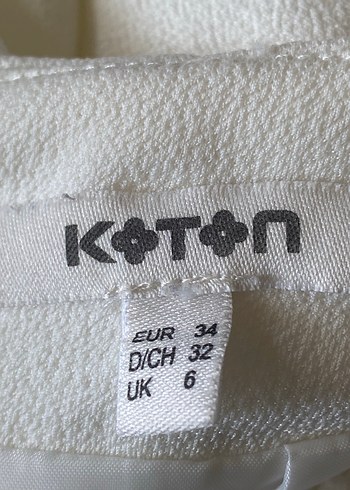 KOTON
EUR 34
D/CH 32
UK 6